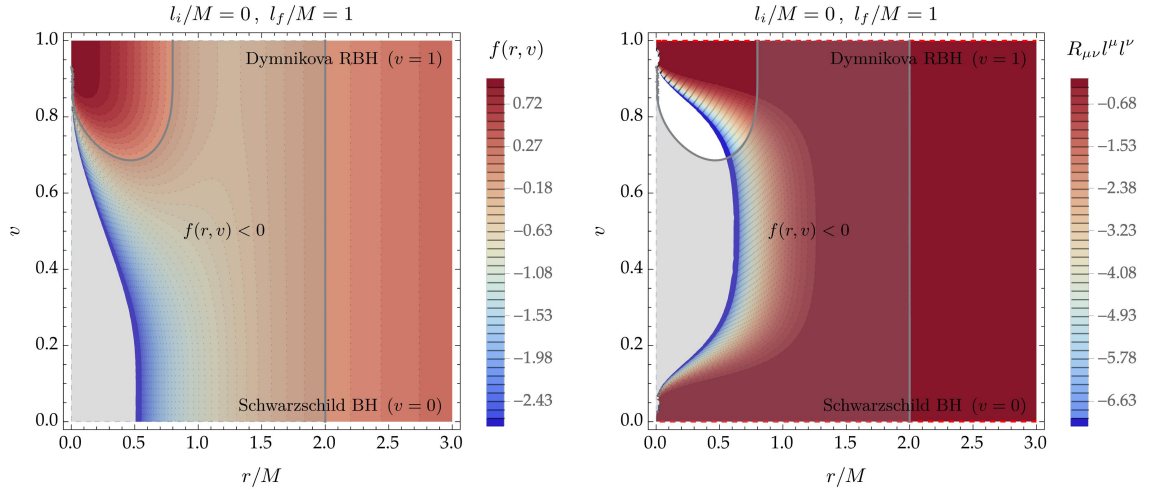 l_i/M = 0 , l_f/M = 1
f(r, v)
Dymnikova RBH (v = 1)
f(r, v) < 0
Schwarzschild BH (v = 0)
1.0
0.8
0.6
0.4
0.2
0.0
v
0.0 0.5 1.0 1.5 2.0 2.5 3.0
r/M
0.72
0.27
−0.18
−0.63
−1.08
−1.53
−1.98
−2.43
l_i/M = 0 , l_f/M = 1
R_{μν}l^μl^ν
Dymnikova RBH (v = 1)
f(r, v) < 0
Schwarzschild BH (v = 0)
1.0
0.8
0.6
0.4
0.2
0.0
v
0.0 0.5 1.0 1.5 2.0 2.5 3.0
r/M
−0.68
−1.53
−2.38
−3.23
−4.08
−4.93
−5.78
−6.63